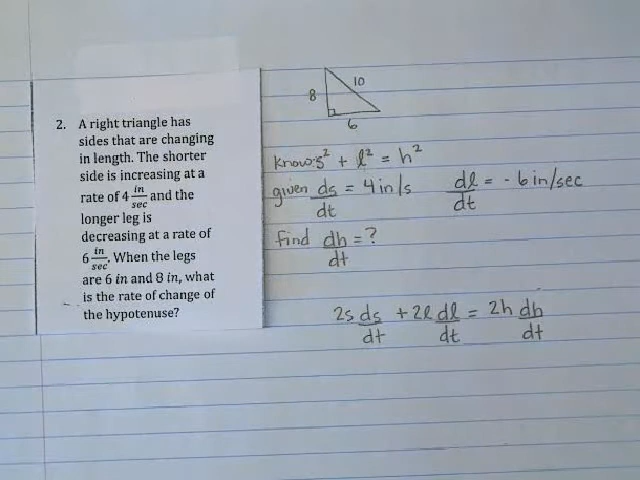 2. A right triangle has
sides that are changing
in length. The shorter
side is increasing at a
rate of 4 in/sec and the
longer leg is
decreasing at a rate of
6 in/sec. When the legs
are 6 in and 8 in, what
is the rate of change of
the hypotenuse?
10
8
6
know: s² + l² = h²
given ds/dt = 4 in/s dl/dt = -6 in/sec
find dh/dt = ?
2s ds/dt + 2l dl/dt = 2h dh/dt